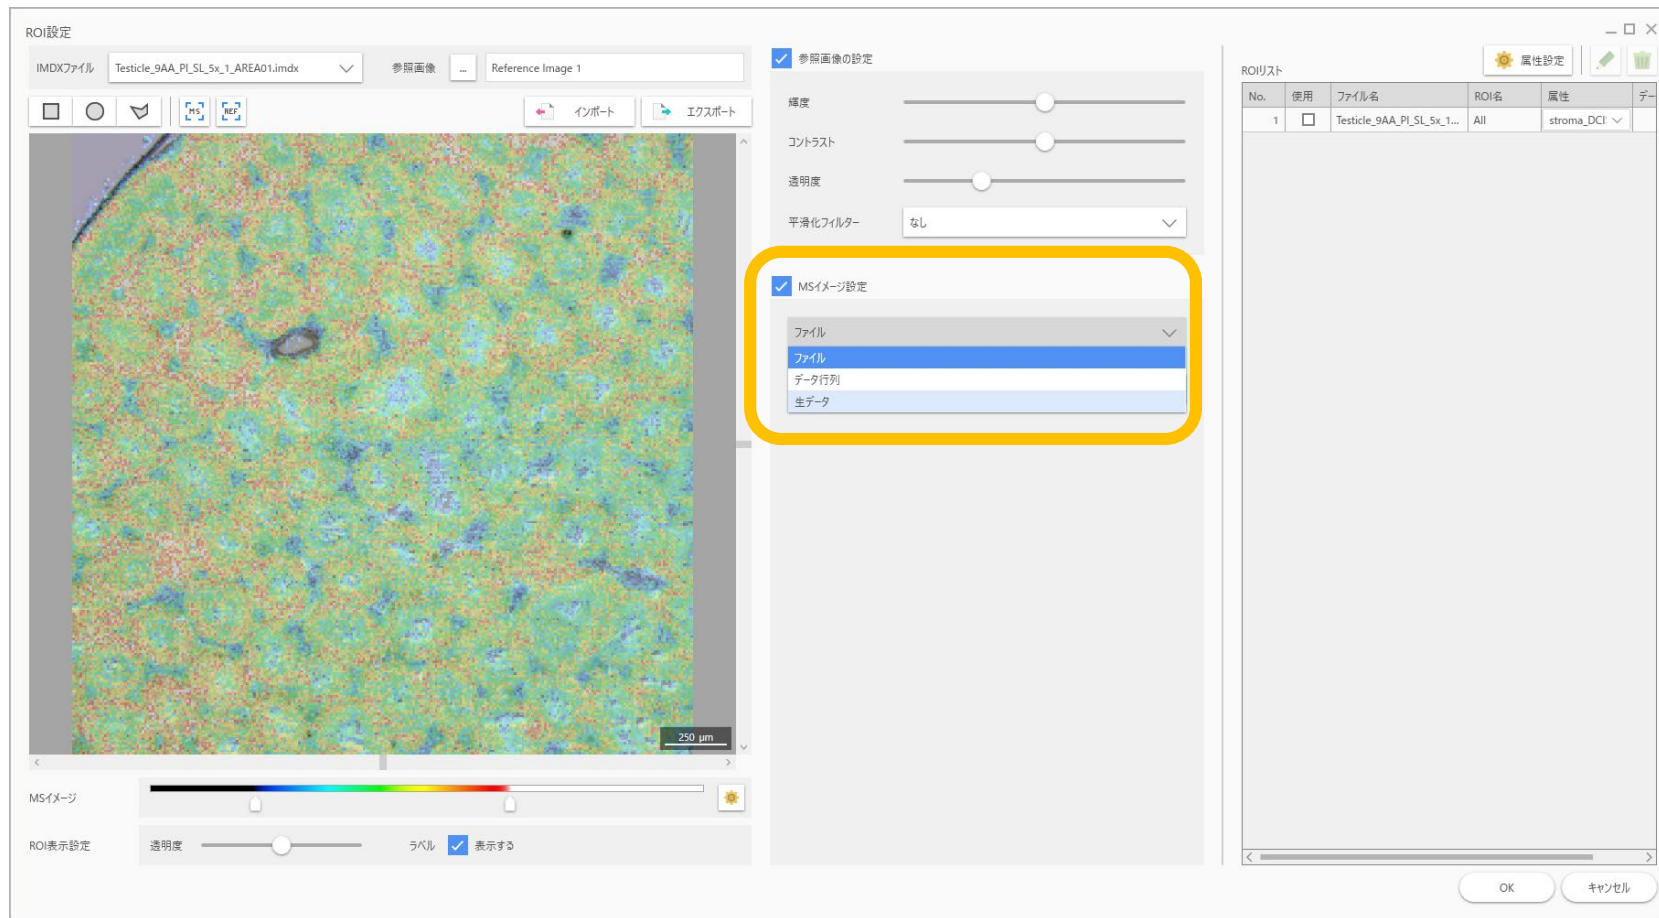 ROI設定
IMDXファイル Testicle_9AA_PI_SL_5x_1_AREA01.imdx 参照画像 ... Reference Image 1
MS REF インポート エクスポート
250 μm
MSイメージ
ROI表示設定 透明度 ラベル 表示する
参照画像の設定
輝度
コントラスト
透明度
平滑化フィルター なし
MSイメージ設定
ファイル
ファイル
データ行列
生データ
属性設定
ROIリスト
No. 使用 ファイル名 ROI名 属性 デー
1 Testicle_9AA_PI_SL_5x_1... All stroma_DCI
OK キャンセル